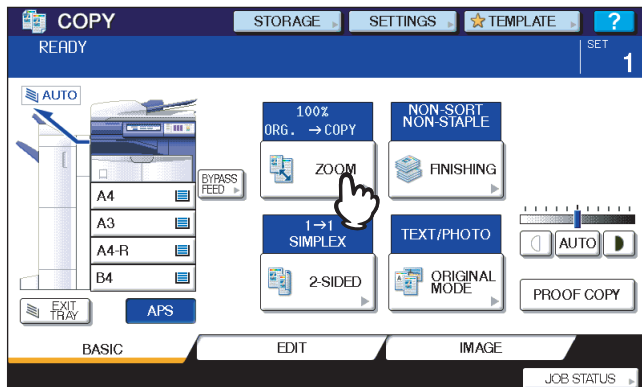 COPY
STORAGE
SETTINGS
TEMPLATE
?
READY
SET
1
AUTO
100%
ORG. →COPY
ZOOM
NON-SORT
NON-STAPLE
FINISHING
BYPASS
FEED
A4
A3
A4-R
B4
1→1
SIMPLEX
2-SIDED
TEXT/PHOTO
ORIGINAL
MODE
AUTO
PROOF COPY
EXIT
TRAY
APS
BASIC
EDIT
IMAGE
JOB STATUS